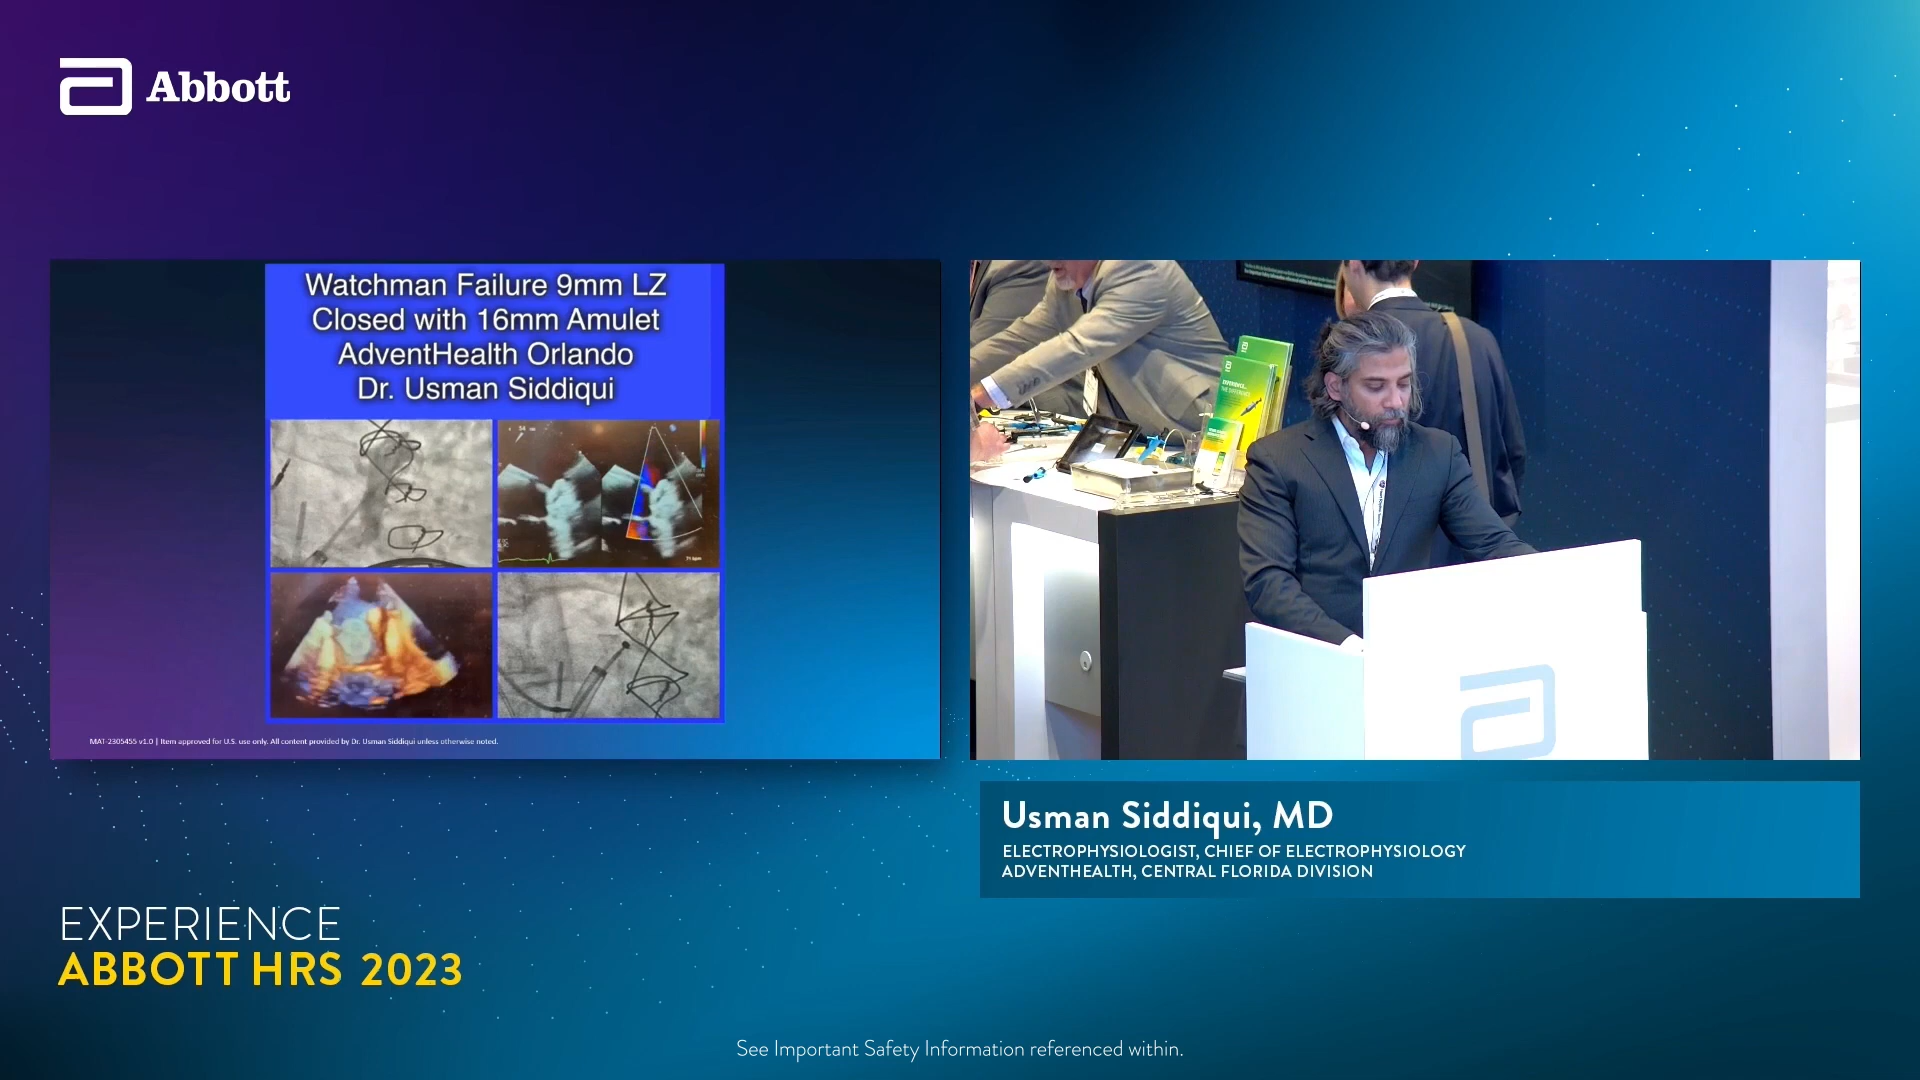 Abbott
Watchman Failure 9mm LZ
Closed with 16mm Amulet
AdventHealth Orlando
Dr. Usman Siddiqui
MAT-2305455 v1.0 | Item approved for U.S. use only. All content provided by Dr. Usman Siddiqui unless otherwise noted.
Usman Siddiqui, MD
ELECTROPHYSIOLOGIST, CHIEF OF ELECTROPHYSIOLOGY
ADVENTHEALTH, CENTRAL FLORIDA DIVISION
EXPERIENCE
ABBOTT HRS 2023
See Important Safety Information referenced within.